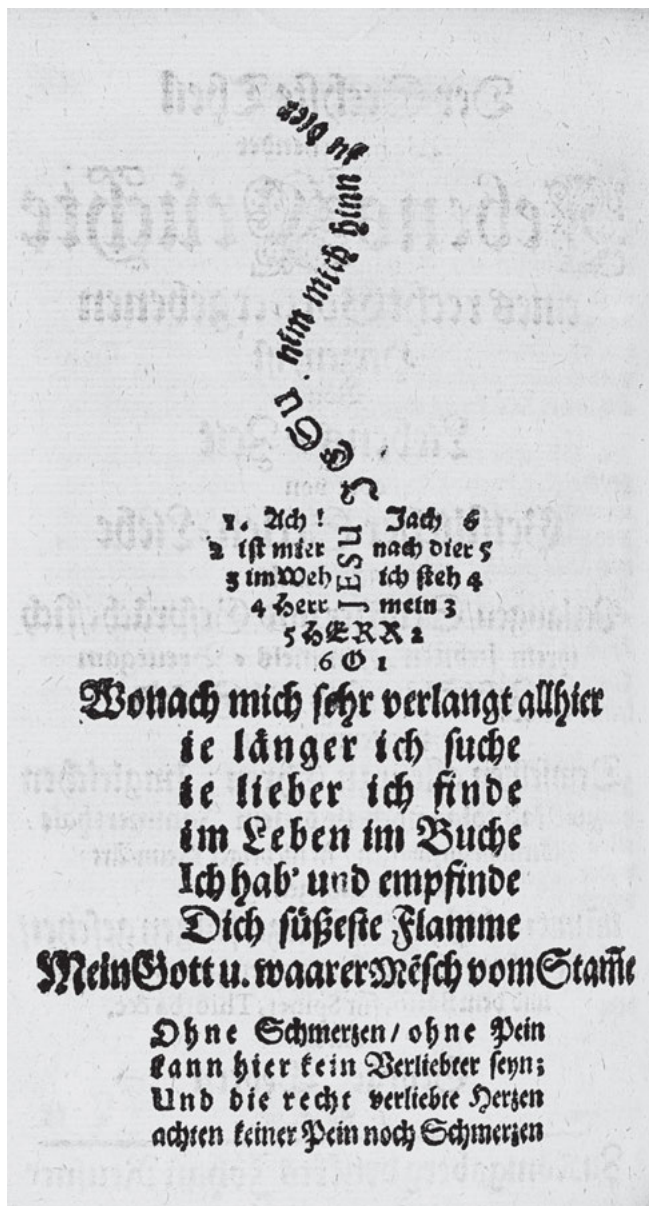 JESu. nim mich hinn zu dier
JESU
1. Ach ! Jach 6
2 ist mier nach dier 5
3 im Weh ich steh 4
4 Herr mein 3
5 HERR 2
6 O 1
Wonach mich sehr verlangt allhier
ie länger ich suche
ie lieber ich finde
im Leben im Buche
Ich hab' und empfinde
Dich süßeste Flamme
Mein Gott u. waarer Mẽsch vom Stam̃e
Ohne Schmerzen / ohne Pein
kann hier kein Verliebter seyn;
Und die recht verliebte Herzen
achten keiner Pein noch Schmerzen